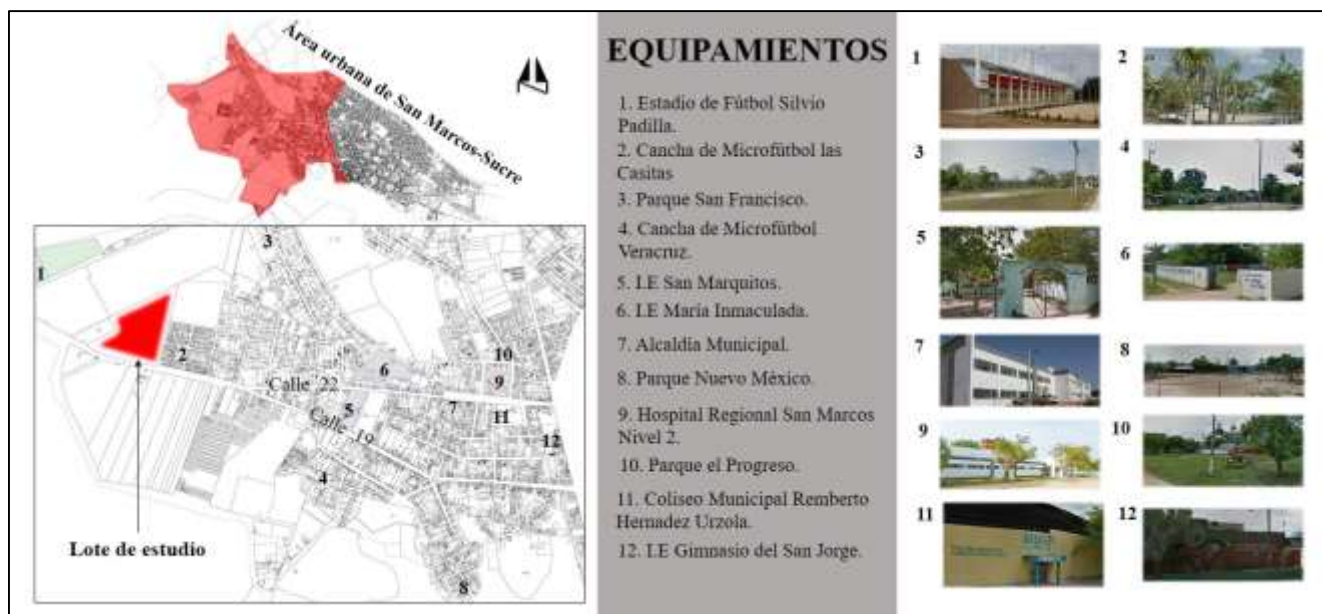 Área urbana de San Marcos-Sucre
3
1
2
6
10
9
Calle 22
5
7
11
Calle 19
12
4
Lote de estudio
8
EQUIPAMIENTOS
1. Estadio de Fútbol Silvio
Padilla.
2. Cancha de Microfútbol las
Casitas
3. Parque San Francisco.
4. Cancha de Microfútbol
Veracruz.
5. I.E San Marquitos.
6. I.E María Inmaculada.
7. Alcaldía Municipal.
8. Parque Nuevo México.
9. Hospital Regional San Marcos
Nivel 2.
10. Parque el Progreso.
11. Coliseo Municipal Remberto
Hernadez Urzola.
12. I.E Gimnasio del San Jorge.
1
2
3
4
5
6
7
8
9
10
11
12